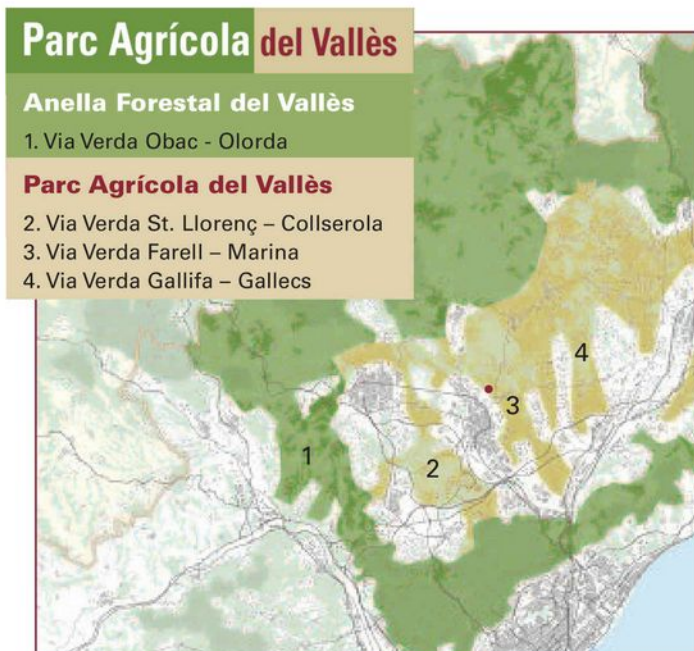 Parc Agrícola del Vallès
Anella Forestal del Vallès
1. Via Verda Obac - Olorda
Parc Agrícola del Vallès
2. Via Verda St. Llorenç – Collserola
3. Via Verda Farell – Marina
4. Via Verda Gallifa – Gallecs
4
3
1
2